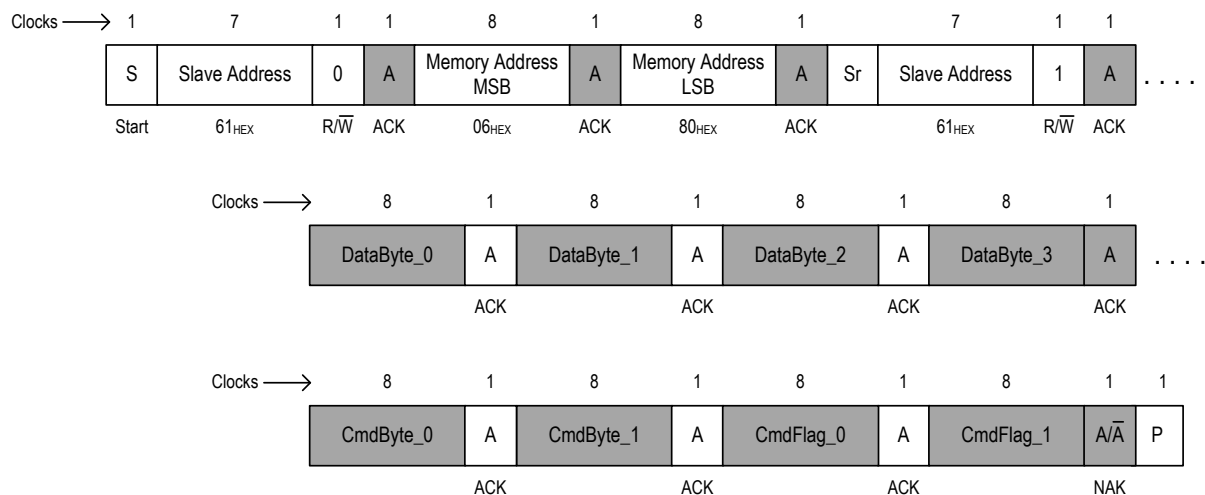 Clocks 1 7 1 1 8 1 8 1 7 1 1
S Slave Address 0 A Memory Address MSB A Memory Address LSB A Sr Slave Address 1 A . . . .
Start 61HEX R/W̅ ACK 06HEX ACK 80HEX ACK 61HEX R/W̅ ACK
Clocks 8 1 8 1 8 1 8 1
DataByte_0 A DataByte_1 A DataByte_2 A DataByte_3 A . . . .
ACK ACK ACK ACK
Clocks 8 1 8 1 8 1 8 1 1
CmdByte_0 A CmdByte_1 A CmdFlag_0 A CmdFlag_1 A/A̅ P
ACK ACK ACK NAK